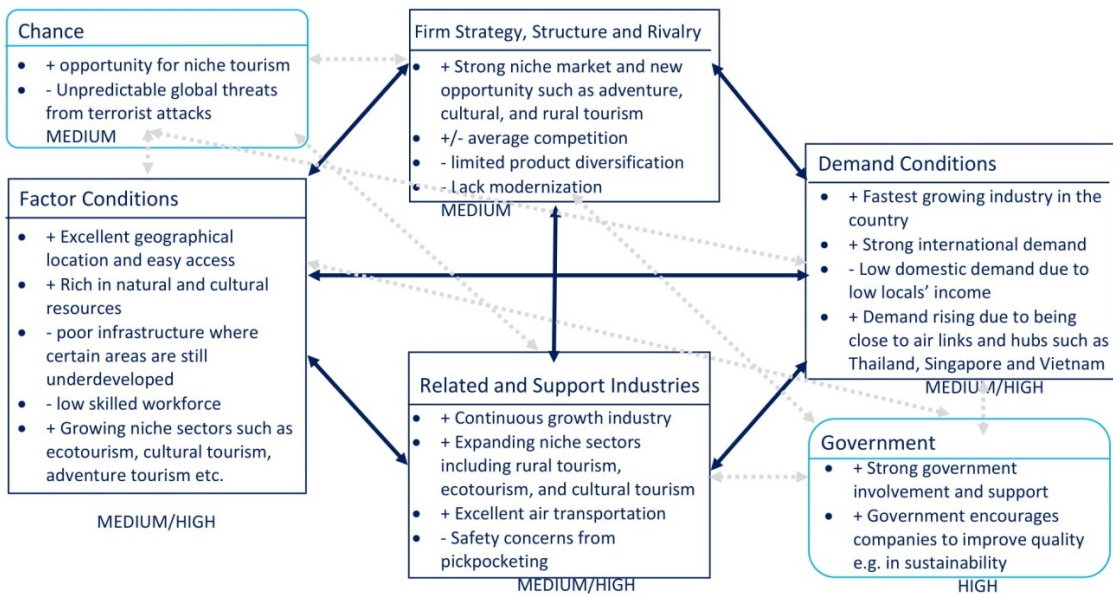 Chance
• + opportunity for niche tourism
• - Unpredictable global threats
from terrorist attacks
MEDIUM
Firm Strategy, Structure and Rivalry
• + Strong niche market and new
opportunity such as adventure,
cultural, and rural tourism
• +/- average competition
• - limited product diversification
• - Lack modernization
MEDIUM
Factor Conditions
• + Excellent geographical
location and easy access
• + Rich in natural and cultural
resources
• - poor infrastructure where
certain areas are still
underdeveloped
• - low skilled workforce
• + Growing niche sectors such as
ecotourism, cultural tourism,
adventure tourism etc.
MEDIUM/HIGH
Demand Conditions
• + Fastest growing industry in the
country
• + Strong international demand
• - Low domestic demand due to
low locals’ income
• + Demand rising due to being
close to air links and hubs such as
Thailand, Singapore and Vietnam
MEDIUM/HIGH
Related and Support Industries
• + Continuous growth industry
• + Expanding niche sectors
including rural tourism,
ecotourism, and cultural tourism
• + Excellent air transportation
• - Safety concerns from
pickpocketing
MEDIUM/HIGH
Government
• + Strong government
involvement and support
• + Government encourages
companies to improve quality
e.g. in sustainability
HIGH